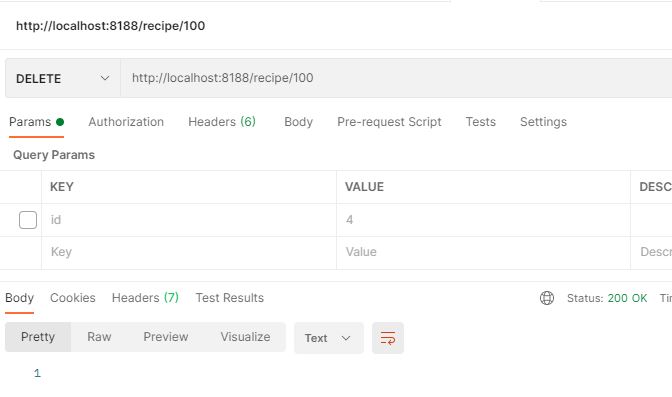 http://localhost:8188/recipe/100
DELETE http://localhost:8188/recipe/100
Params Authorization Headers (6) Body Pre-request Script Tests Settings
Query Params
KEY VALUE DESC
id 4
Key Value Descr
Body Cookies Headers (7) Test Results Status: 200 OK Tir
Pretty Raw Preview Visualize Text
1